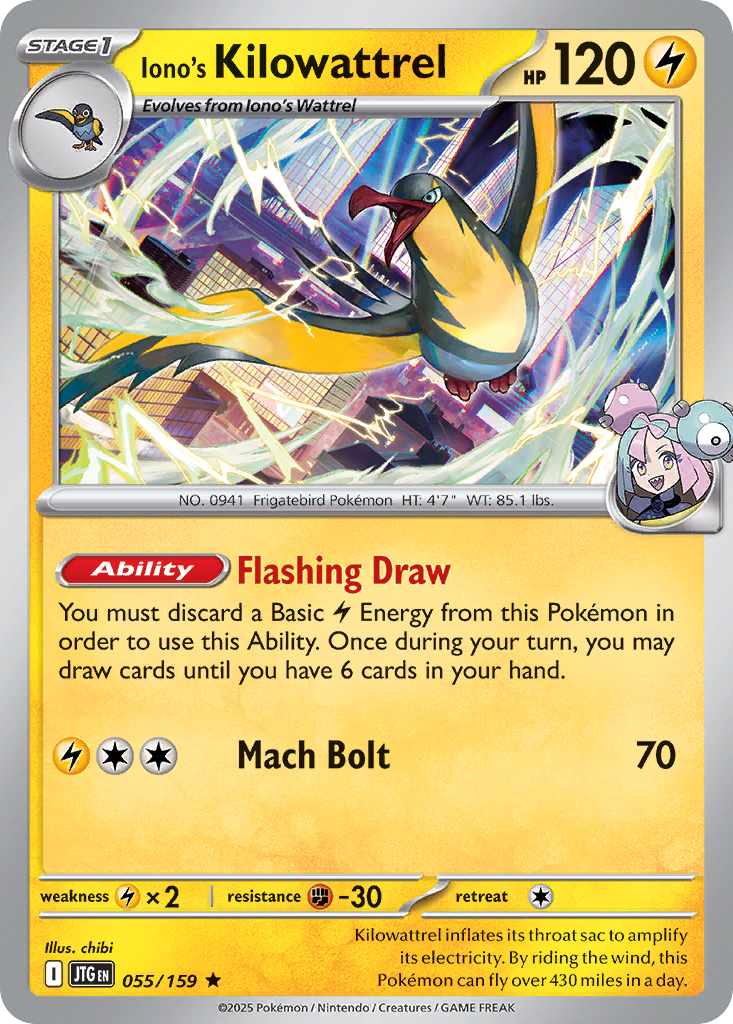 STAGE1
Iono's Kilowattrel
HP 120
Evolves from Iono's Wattrel
NO. 0941 Frigatebird Pokémon HT: 4'7" WT: 85.1 lbs.
Ability Flashing Draw
You must discard a Basic Energy from this Pokémon in
order to use this Ability. Once during your turn, you may
draw cards until you have 6 cards in your hand.
Mach Bolt 70
weakness ×2 resistance -30 retreat
Illus. chibi
I JTG EN 055/159 ★
Kilowattrel inflates its throat sac to amplify
its electricity. By riding the wind, this
Pokémon can fly over 430 miles in a day.
©2025 Pokémon / Nintendo / Creatures / GAME FREAK